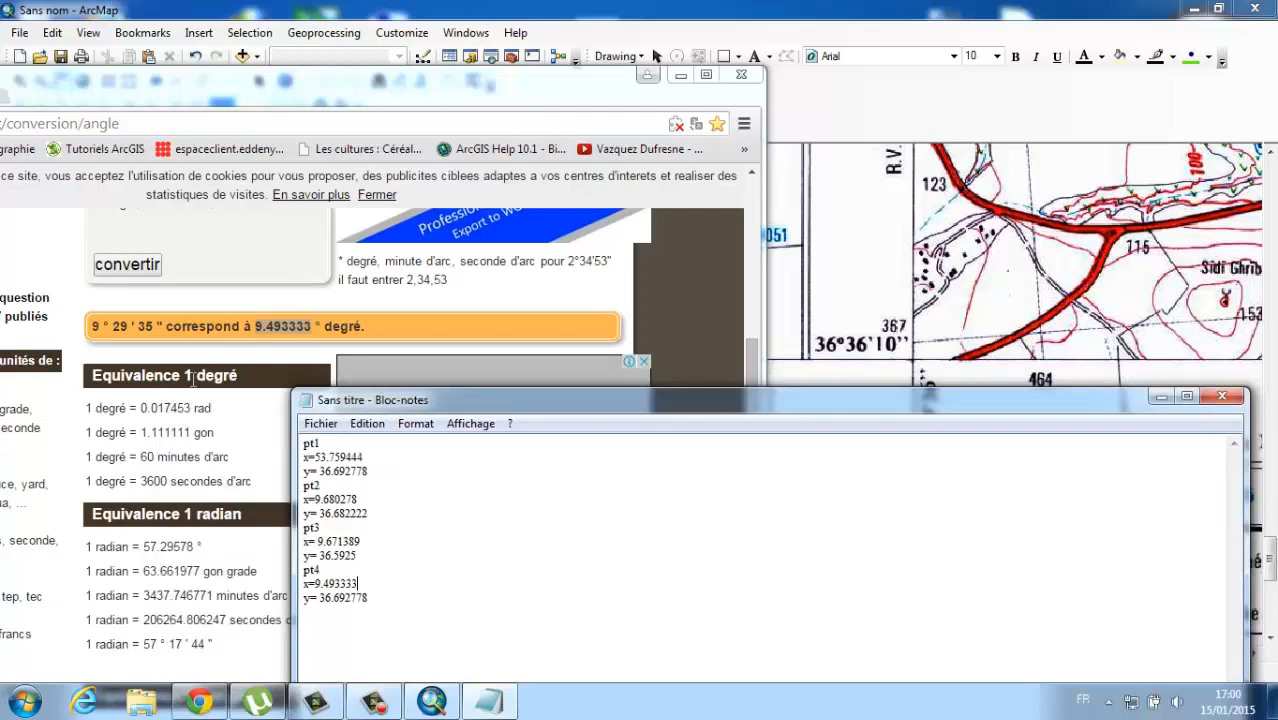 Sans nom - ArcMap
File Edit View Bookmarks Insert Selection Geoprocessing Customize Windows Help
Drawing Arial 10 B I U A
/conversion/angle
graphie Tutoriels ArcGIS espaceclient.eddeny... Les cultures : Céréal... ArcGIS Help 10.1 - Bi... Vazquez Dufresne - ... »
ce site, vous acceptez l'utilisation de cookies pour vous proposer, des publicites ciblées adaptes a vos centres d'interets et realiser des
statistiques de visites. En savoir plus Fermer
Export to
convertir
* degré, minute d'arc, seconde d'arc pour 2°34'53"
il faut entrer 2,34,53
question
publiés
9 ° 29 ' 35 " correspond à 9.493333 ° degré.
unités de :
Equivalence 1 degré
1 degré = 0.017453 rad
1 degré = 1.111111 gon
1 degré = 60 minutes d'arc
1 degré = 3600 secondes d'arc
grade,
seconde
yard,
Equivalence 1 radian
1 radian = 57.29578 °
1 radian = 63.661977 gon grade
1 radian = 3437.746771 minutes d'arc
1 radian = 206264.806247 secondes
1 radian = 57 ° 17 ' 44 "
seconde,
tep, tec
francs
R.V.
123
100
051
715
Sidi Ghrib
153
367
36°36'10''
464
Sans titre - Bloc-notes
Fichier Edition Format Affichage ?
pt1
x=53.759444
y= 36.692778
pt2
x=9.680278
y= 36.682222
pt3
x= 9.671389
y= 36.5925
pt4
x=9.493333
y= 36.692778
FR
17:00
15/01/2015